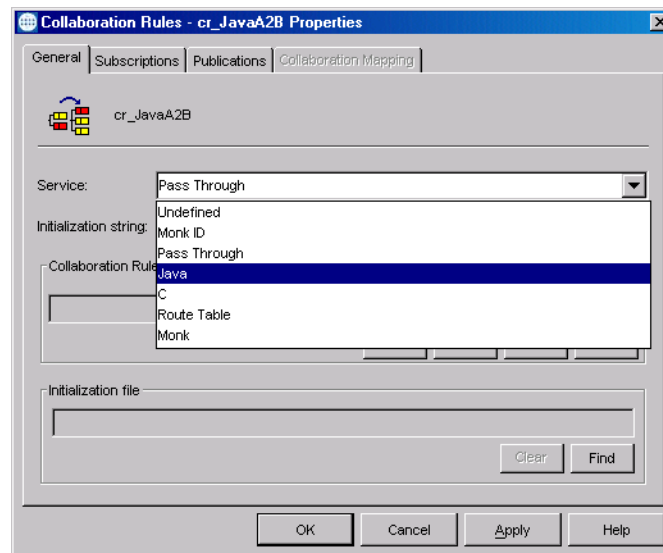 Collaboration Rules - cr_JavaA2B Properties
General Subscriptions Publications Collaboration Mapping
cr_JavaA2B
Service: Pass Through
Undefined
Initialization string: Monk ID
Pass Through
Collaboration Rule
Java
C
Route Table
Monk
Initialization file
Clear Find
OK Cancel Apply Help